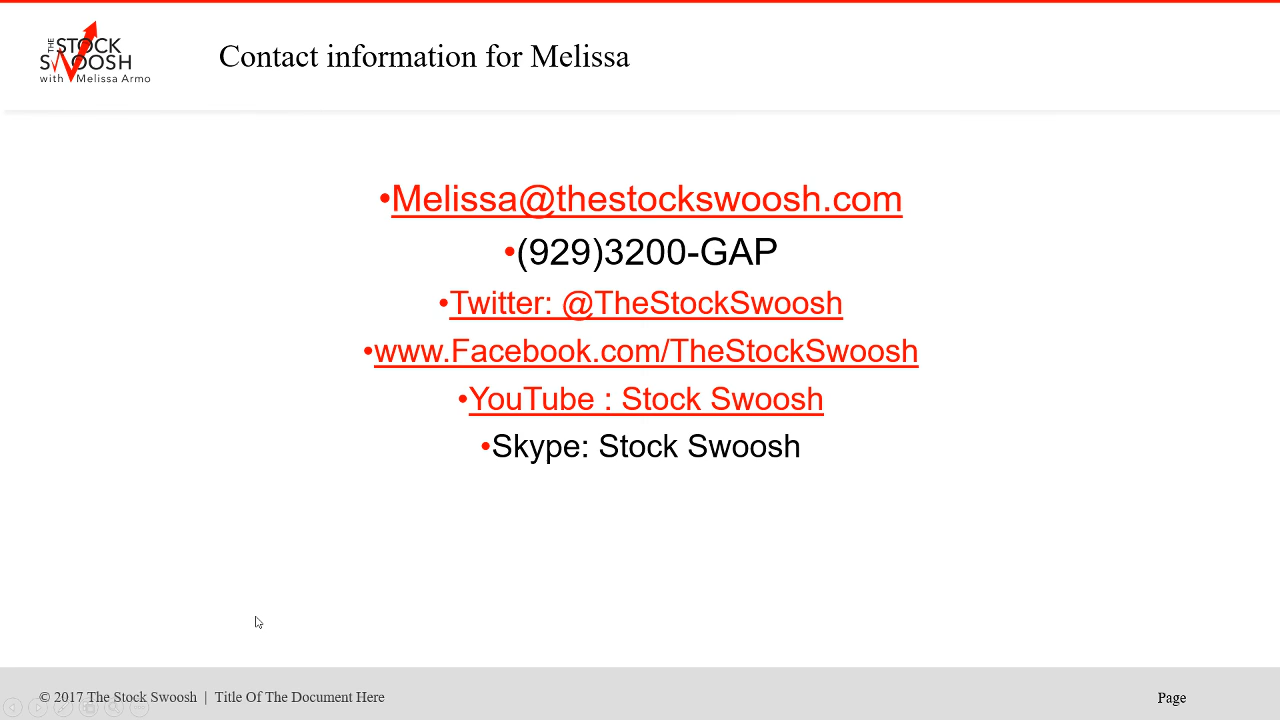 THE STOCK
SWOOSH
with Melissa Armo
Contact information for Melissa
•Melissa@thestockswoosh.com
•(929)3200-GAP
•Twitter: @TheStockSwoosh
•www.Facebook.com/TheStockSwoosh
•YouTube : Stock Swoosh
•Skype: Stock Swoosh
© 2017 The Stock Swoosh | Title Of The Document Here
Page